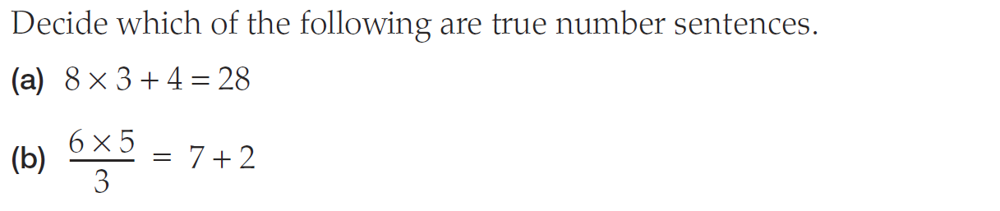 Decide which of the following are true number sentences.
(a) 8 × 3 + 4 = 28
(b) 6 × 5
= 7 + 2
3